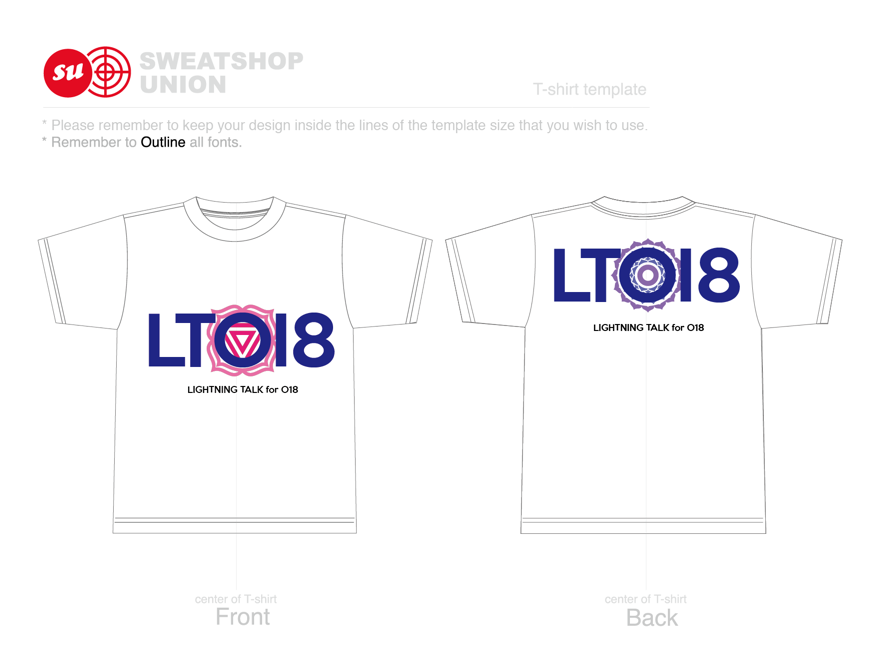 su
SWEATSHOP
UNION
T-shirt template
* Please remember to keep your design inside the lines of the template size that you wish to use.
* Remember to Outline all fonts.
LTO18
LIGHTNING TALK for O18
LTO18
LIGHTNING TALK for O18
center of T-shirt
Front
center of T-shirt
Back